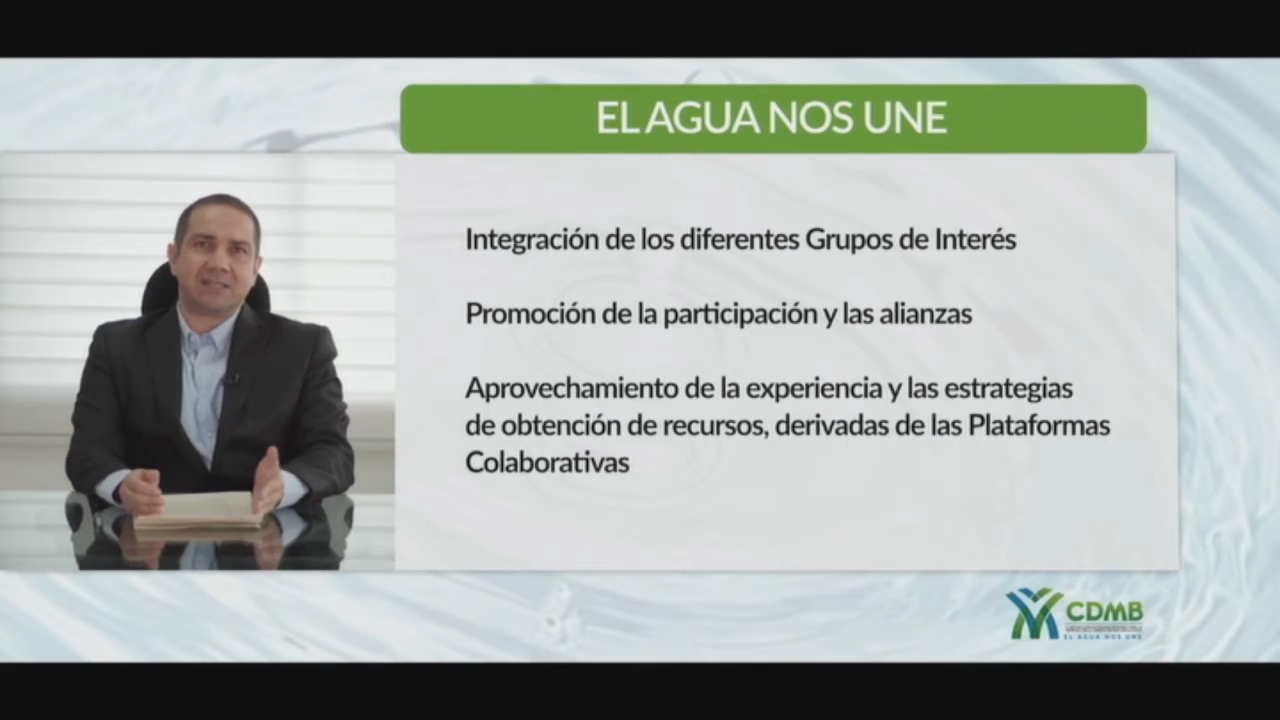 EL AGUA NOS UNE
Integración de los diferentes Grupos de Interés
Promoción de la participación y las alianzas
Aprovechamiento de la experiencia y las estrategias
de obtención de recursos, derivadas de las Plataformas
Colaborativas
CDMB
EL AGUA NOS UNE